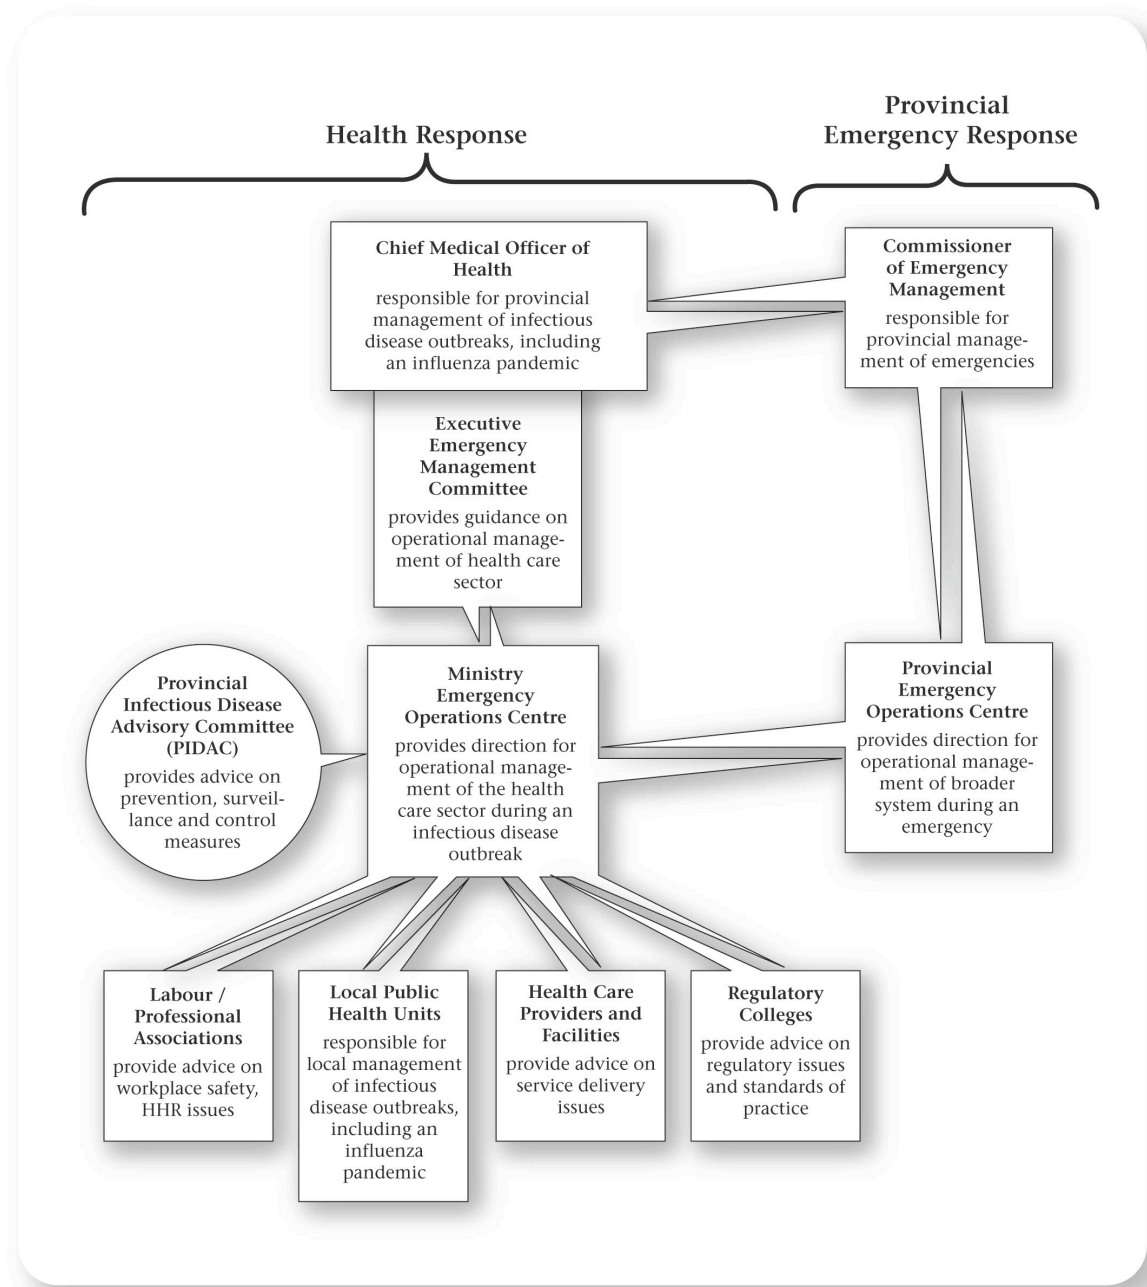 Health Response
Provincial
Emergency Response
Chief Medical Officer of
Health
responsible for provincial
management of infectious
disease outbreaks, including
an influenza pandemic
Commissioner
of Emergency
Management
responsible for
provincial manage-
ment of emergencies
Executive
Emergency
Management
Committee
provides guidance on
operational manage-
ment of health care
sector
Provincial
Infectious Disease
Advisory Committee
(PIDAC)
provides advice on
prevention, surveil-
lance and control
measures
Ministry
Emergency
Operations Centre
provides direction for
operational manage-
ment of the health
care sector during an
infectious disease
outbreak
Provincial
Emergency
Operations Centre
provides direction for
operational manage-
ment of broader
system during an
emergency
Labour /
Professional
Associations
provide advice on
workplace safety,
HHR issues
Local Public
Health Units
responsible for
local management
of infectious
disease outbreaks,
including an
influenza
pandemic
Health Care
Providers and
Facilities
provide advice on
service delivery
issues
Regulatory
Colleges
provide advice on
regulatory issues
and standards of
practice